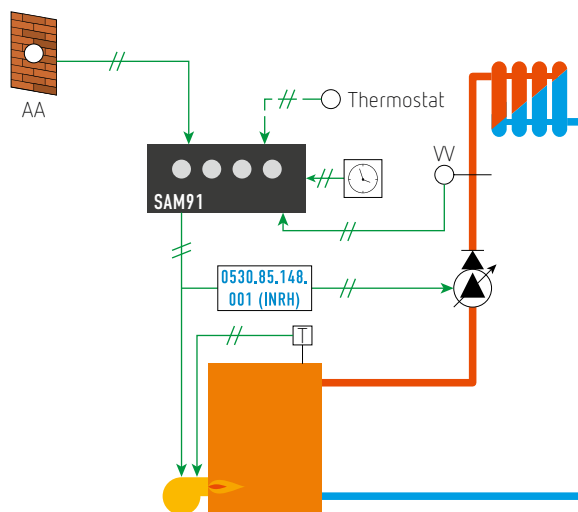 AA
Thermostat
VV
SAM91
0530.85.148.
001 (INRH)
T